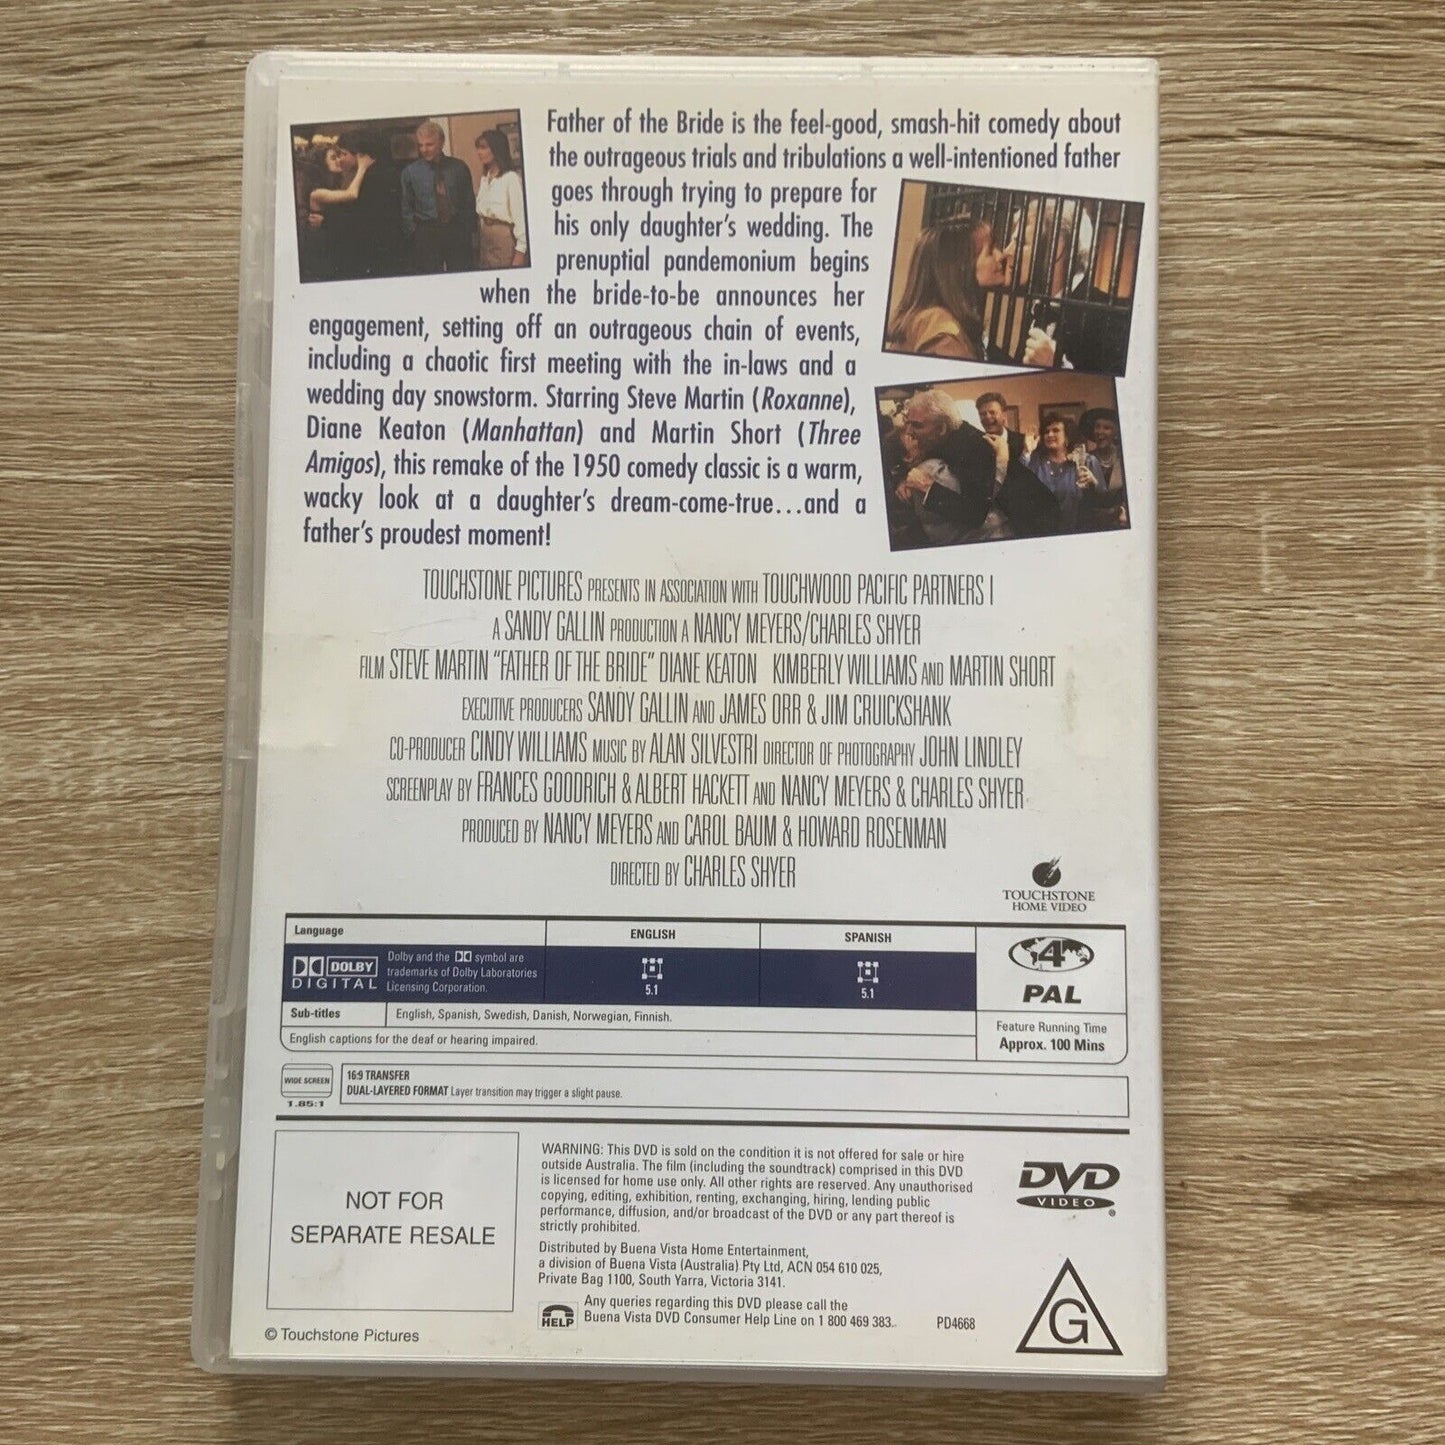 Father of the Bride is the feel-good, smash-hit comedy about
the outrageous trials and tribulations a well-intentioned father
goes through trying to prepare for
his only daughter's wedding. The
prenuptial pandemonium begins
when the bride-to-be announces her
engagement, setting off an outrageous chain of events,
including a chaotic first meeting with the in-laws and a
wedding day snowstorm. Starring Steve Martin (Roxanne),
Diane Keaton (Manhattan) and Martin Short (Three
Amigos), this remake of the 1950 comedy classic is a warm,
wacky look at a daughter's dream-come-true...and a
father's proudest moment!
TOUCHSTONE PICTURES PRESENTS IN ASSOCIATION WITH TOUCHWOOD PACIFIC PARTNERS I
A SANDY GALLIN PRODUCTION A NANCY MEYERS/CHARLES SHYER
FILM STEVE MARTIN "FATHER OF THE BRIDE" DIANE KEATON KIMBERLY WILLIAMS AND MARTIN SHORT
EXECUTIVE PRODUCERS SANDY GALLIN AND JAMES ORR & JIM CRUICKSHANK
CO-PRODUCER CINDY WILLIAMS MUSIC BY ALAN SILVESTRI DIRECTOR OF PHOTOGRAPHY JOHN LINDLEY
SCREENPLAY BY FRANCES GOODRICH & ALBERT HACKETT AND NANCY MEYERS & CHARLES SHYER
PRODUCED BY NANCY MEYERS AND CAROL BAUM & HOWARD ROSENMAN
DIRECTED BY CHARLES SHYER
TOUCHSTONE
HOME VIDEO
Language
ENGLISH
SPANISH
DOLBY
DIGITAL
Dolby and the DD symbol are
trademarks of Dolby Laboratories
Licensing Corporation.
5.1
5.1
4
PAL
Sub-titles
English, Spanish, Swedish, Danish, Norwegian, Finnish.
English captions for the deaf or hearing impaired.
Feature Running Time
Approx. 100 Mins
WIDE SCREEN
1.85:1
16:9 TRANSFER
DUAL-LAYERED FORMAT Layer transition may trigger a slight pause.
NOT FOR
SEPARATE RESALE
© Touchstone Pictures
WARNING: This DVD is sold on the condition it is not offered for sale or hire
outside Australia. The film (including the soundtrack) comprised in this DVD
is licensed for home use only. All other rights are reserved. Any unauthorised
copying, editing, exhibition, renting, exchanging, hiring, lending public
performance, diffusion, and/or broadcast of the DVD or any part thereof is
strictly prohibited.
Distributed by Buena Vista Home Entertainment,
a division of Buena Vista (Australia) Pty Ltd, ACN 054 610 025,
Private Bag 1100, South Yarra, Victoria 3141.
HELP
Any queries regarding this DVD please call the
Buena Vista DVD Consumer Help Line on 1 800 469 383.
PD4668
DVD
VIDEO
®
G